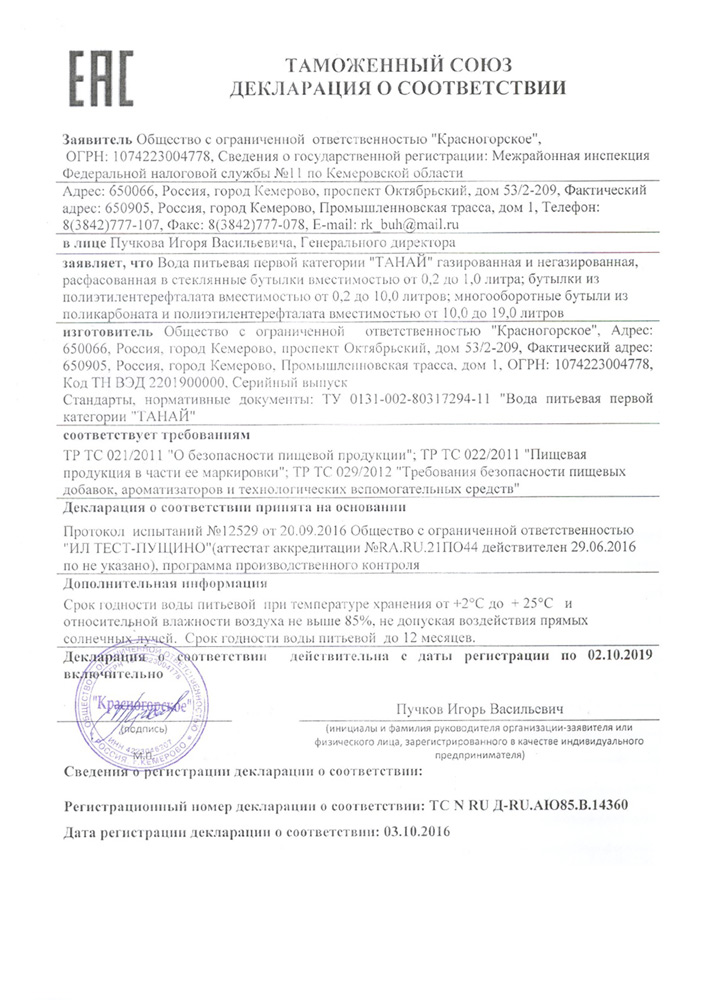 EAC
ТАМОЖЕННЫЙ СОЮЗ
ДЕКЛАРАЦИЯ О СООТВЕТСТВИИ
Заявитель Общество с ограниченной ответственностью "Красногорское",
ОГРН: 1074223004778, Сведения о государственной регистрации: Межрайонная инспекция
Федеральной налоговой службы №11 по Кемеровской области
Адрес: 650066, Россия, город Кемерово, проспект Октябрьский, дом 53/2-209, Фактический
адрес: 650905, Россия, город Кемерово, Промышленновская трасса, дом 1, Телефон:
8(3842)777-107, Факс: 8(3842)777-078, E-mail: rk_buh@mail.ru
в лице Пучкова Игоря Васильевича, Генерального директора
заявляет, что Вода питьевая первой категории "ТАНАЙ" газированная и негазированная,
расфасованная в стеклянные бутылки вместимостью от 0,2 до 1,0 литра; бутылки из
полиэтилентерефталата вместимостью от 0,2 до 10,0 литров; многооборотные бутыли из
поликарбоната и полиэтилентерефталата вместимостью от 10,0 до 19,0 литров
изготовитель Общество с ограниченной ответственностью "Красногорское", Адрес:
650066, Россия, город Кемерово, проспект Октябрьский, дом 53/2-209, Фактический адрес:
650905, Россия, город Кемерово, Промышленновская трасса, дом 1, ОГРН: 1074223004778,
Код ТН ВЭД 2201900000, Серийный выпуск
Стандарты, нормативные документы: ТУ 0131-002-80317294-11 "Вода питьевая первой
категории "ТАНАЙ"
соответствует требованиям
ТР ТС 021/2011 "О безопасности пищевой продукции"; ТР ТС 022/2011 "Пищевая
продукция в части ее маркировки"; ТР ТС 029/2012 "Требования безопасности пищевых
добавок, ароматизаторов и технологических вспомогательных средств"
Декларация о соответствии принята на основании
Протокол испытаний №12529 от 20.09.2016 Общество с ограниченной ответственностью
"ИЛ ТЕСТ-ПУЩИНО"(аттестат аккредитации №RA.RU.21ПО44 действителен 29.06.2016
по не указано), программа производственного контроля
Дополнительная информация
Срок годности воды питьевой при температуре хранения от +2°С до + 25°С и
относительной влажности воздуха не выше 85%, не допуская воздействия прямых
солнечных лучей. Срок годности воды питьевой до 12 месяцев.
Декларация о соответствии действительна с даты регистрации по 02.10.2019
включительно
"Красногорское"
Пучков Игорь Васильевич
(подпись)
(инициалы и фамилия руководителя организации-заявителя или
физического лица, зарегистрированного в качестве индивидуального
предпринимателя)
М.П.
Сведения о регистрации декларации о соответствии:
Регистрационный номер декларации о соответствии: ТС N RU Д-RU.АЮ85.В.14360
Дата регистрации декларации о соответствии: 03.10.2016